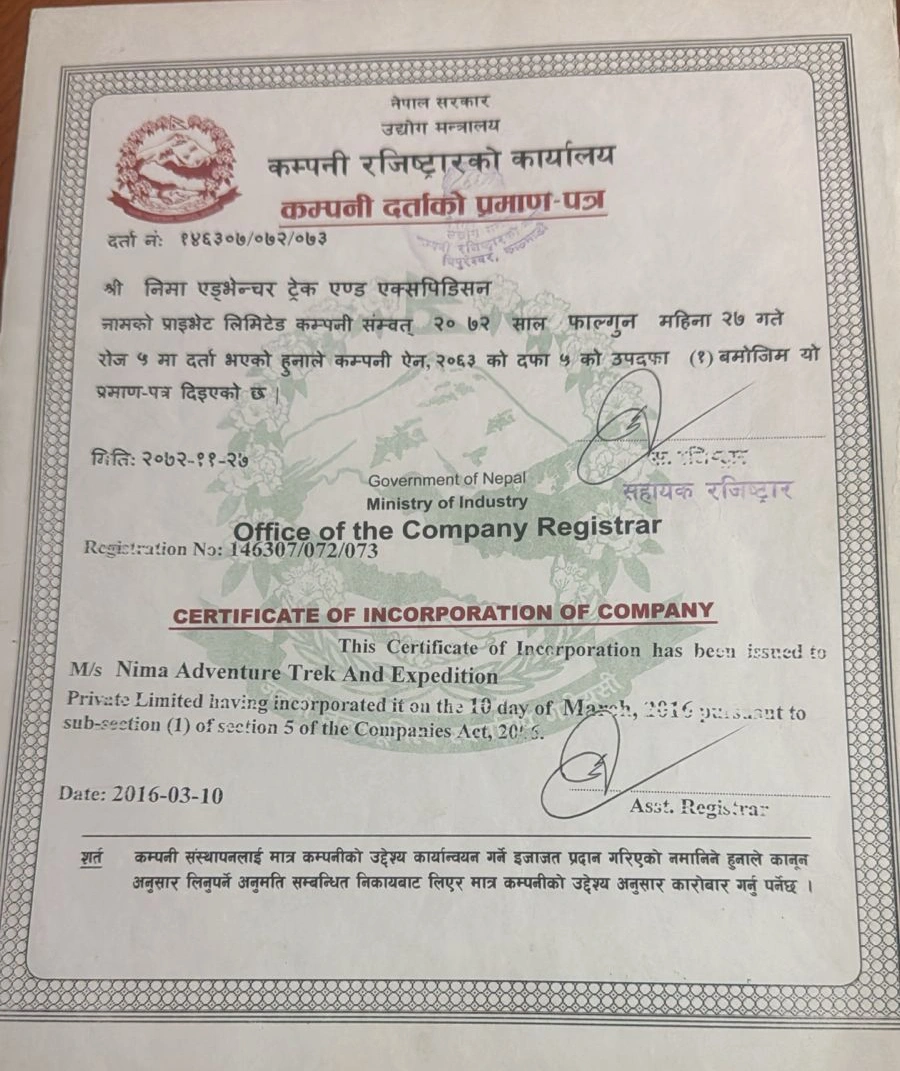 नेपाल सरकार
उद्योग मन्त्रालय
कम्पनी रजिष्ट्रारको कार्यालय
कम्पनी दर्ताको प्रमाण-पत्र
दर्ता नं: १४६३०७/०७२/०७३
श्री निमा एड्भेन्चर ट्रेक एण्ड एक्सपिडिसन
नामको प्राइभेट लिमिटेड कम्पनी संम्वत् २० ७२ साल फाल्गुन महिना २७ गते
रोज ५ मा दर्ता भएको हुनाले कम्पनी ऐन, २०६३ को दफा ५ को उपदफा (१) बमोजिम यो
प्रमाण-पत्र दिइएको छ |
मिति: २०७२-११-२७
सहायक रजिष्ट्रार
Government of Nepal
Ministry of Industry
Office of the Company Registrar
Registration No: 146307/072/073
CERTIFICATE OF INCORPORATION OF COMPANY
This Certificate of Incorporation has been issued to
M/s Nima Adventure Trek And Expedition
Private Limited having incorporated it on the 10 day of March, 2016 pursuant to
sub-section (1) of section 5 of the Companies Act,
Date: 2016-03-10
Asst. Registrar
शर्त कम्पनी संस्थापनलाई मात्र कम्पनीको उद्देश्य कार्यान्वयन गर्ने इजाजत प्रदान गरिएको नमानिने हुनाले कानून
अनुसार लिनुपर्ने अनुमति सम्बन्धित निकायबाट लिएर मात्र कम्पनीको उद्देश्य अनुसार कारोबार गर्नु पर्नेछ ।